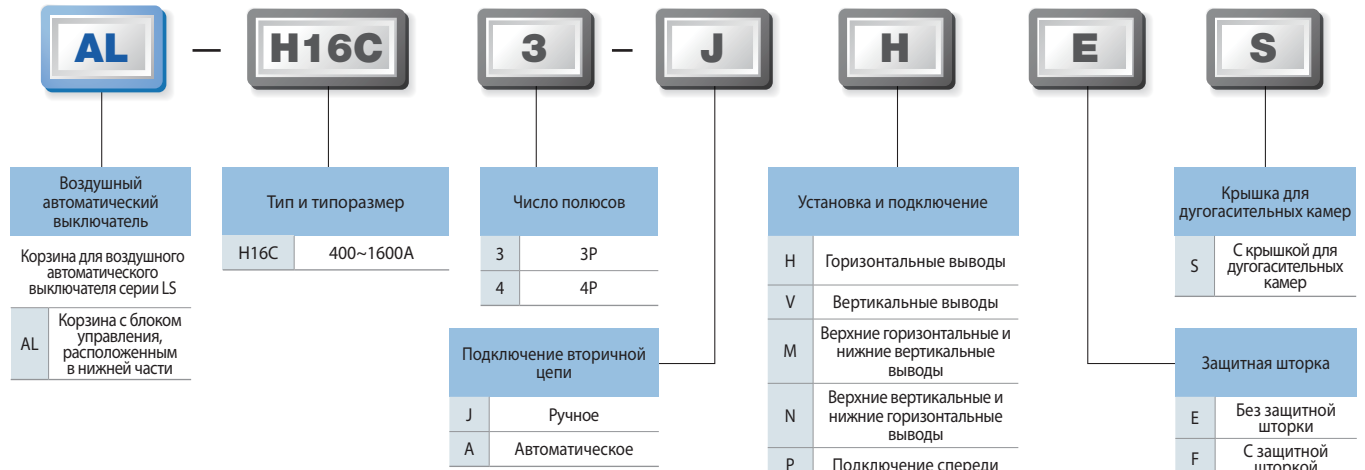 AL – H16C 3 – J H E S
Воздушный
автоматический
выключатель
Корзина для воздушного
автоматического
выключателя серии LS
AL
Корзина с блоком
управления,
расположенным
в нижней части
Тип и типоразмер
H16C 400~1600A
Число полюсов
3 3P
4 4P
Подключение вторичной
цепи
J Ручное
A Автоматическое
Установка и подключение
H Горизонтальные выводы
V Вертикальные выводы
M
Верхние горизонтальные и
нижние вертикальные
выводы
N
Верхние вертикальные и
нижние горизонтальные
выводы
P Подключение спереди
Крышка для
дугогасительных камер
S
С крышкой для
дугогасительных
камер
Защитная шторка
E
Без защитной
шторки
F
С защитной
шторкой